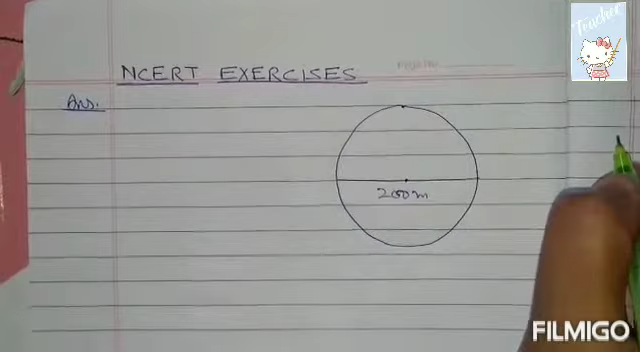 Teacher
NCERT EXERCISES
Ans.
200m
FILMIGO